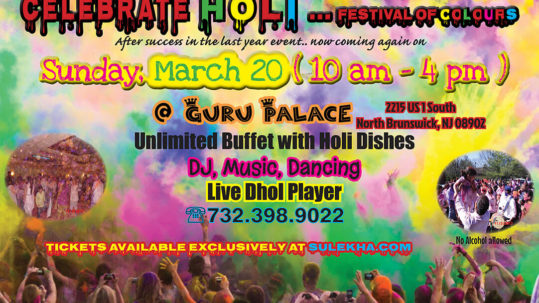 CELEBRATE HOLI ... FESTIVAL OF COLOURS
After success in the last year event.. now coming again on
Sunday, March 20 ( 10 am - 4 pm )
@ GURU PALACE
2215 US 1 South
North Brunswick, NJ 08902
Unlimited Buffet with Holi Dishes
DJ, Music, Dancing
Live Dhol Player
☎732.398.9022
No Alcohol allowed
TICKETS AVAILABLE EXCLUSIVELY AT SULEKHA.COM